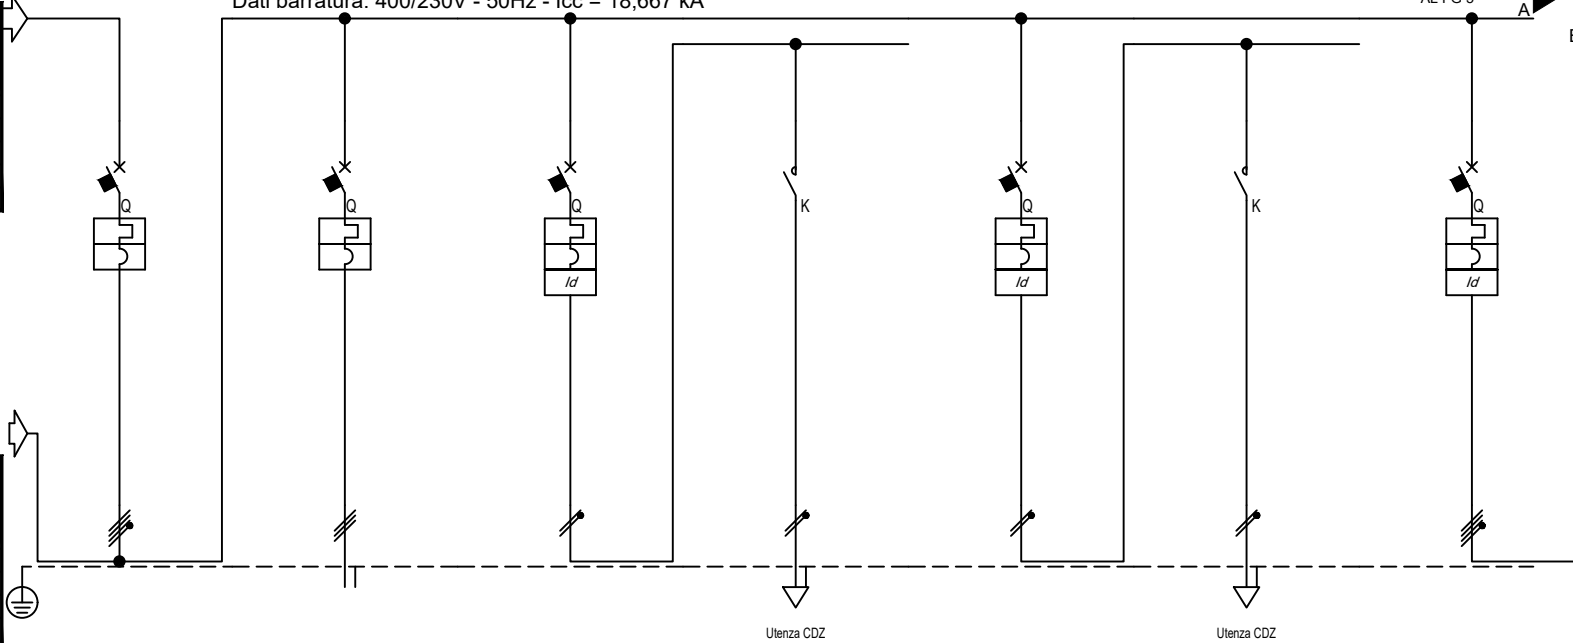 Dati barratura: 400/230V - 50Hz - Icc = 18,667 kA
A
Q
Q
Q
K
Q
K
Q
Id
Id
Id
Utenza CDZ
Utenza CDZ